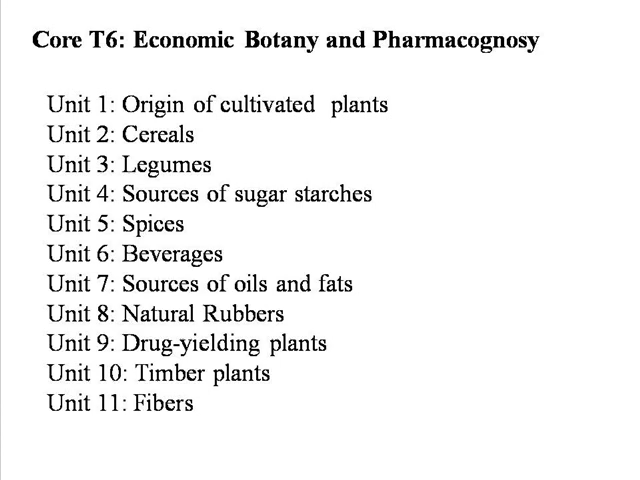 Core T6: Economic Botany and Pharmacognosy
Unit 1: Origin of cultivated plants
Unit 2: Cereals
Unit 3: Legumes
Unit 4: Sources of sugar starches
Unit 5: Spices
Unit 6: Beverages
Unit 7: Sources of oils and fats
Unit 8: Natural Rubbers
Unit 9: Drug-yielding plants
Unit 10: Timber plants
Unit 11: Fibers